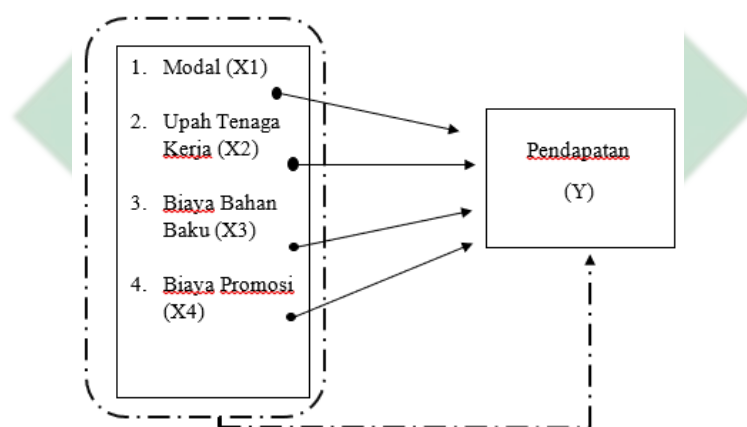 1. Modal (X1)
2. Upah Tenaga
Kerja (X2)
3. Biaya Bahan
Baku (X3)
4. Biaya Promosi
(X4)
Pendapatan
(Y)